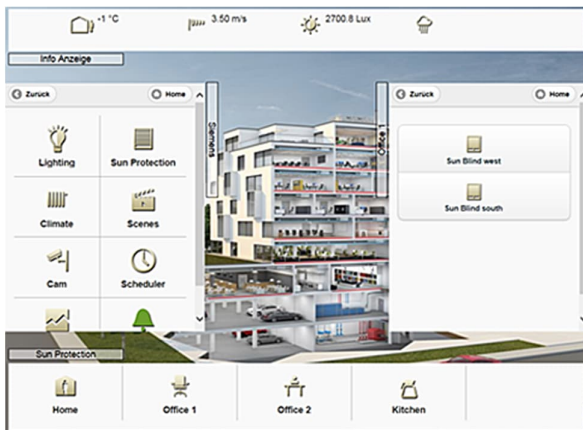 -1 °C
3.50 m/s
2700.8 Lux
Info Anzeige
Zurück
Home
Lighting
Sun Protection
Climate
Scenes
Cam
Scheduler
Siemens
Office 1
Zurück
Home
Sun Blind west
Sun Blind south
Sun Protection
Home
Office 1
Office 2
Kitchen